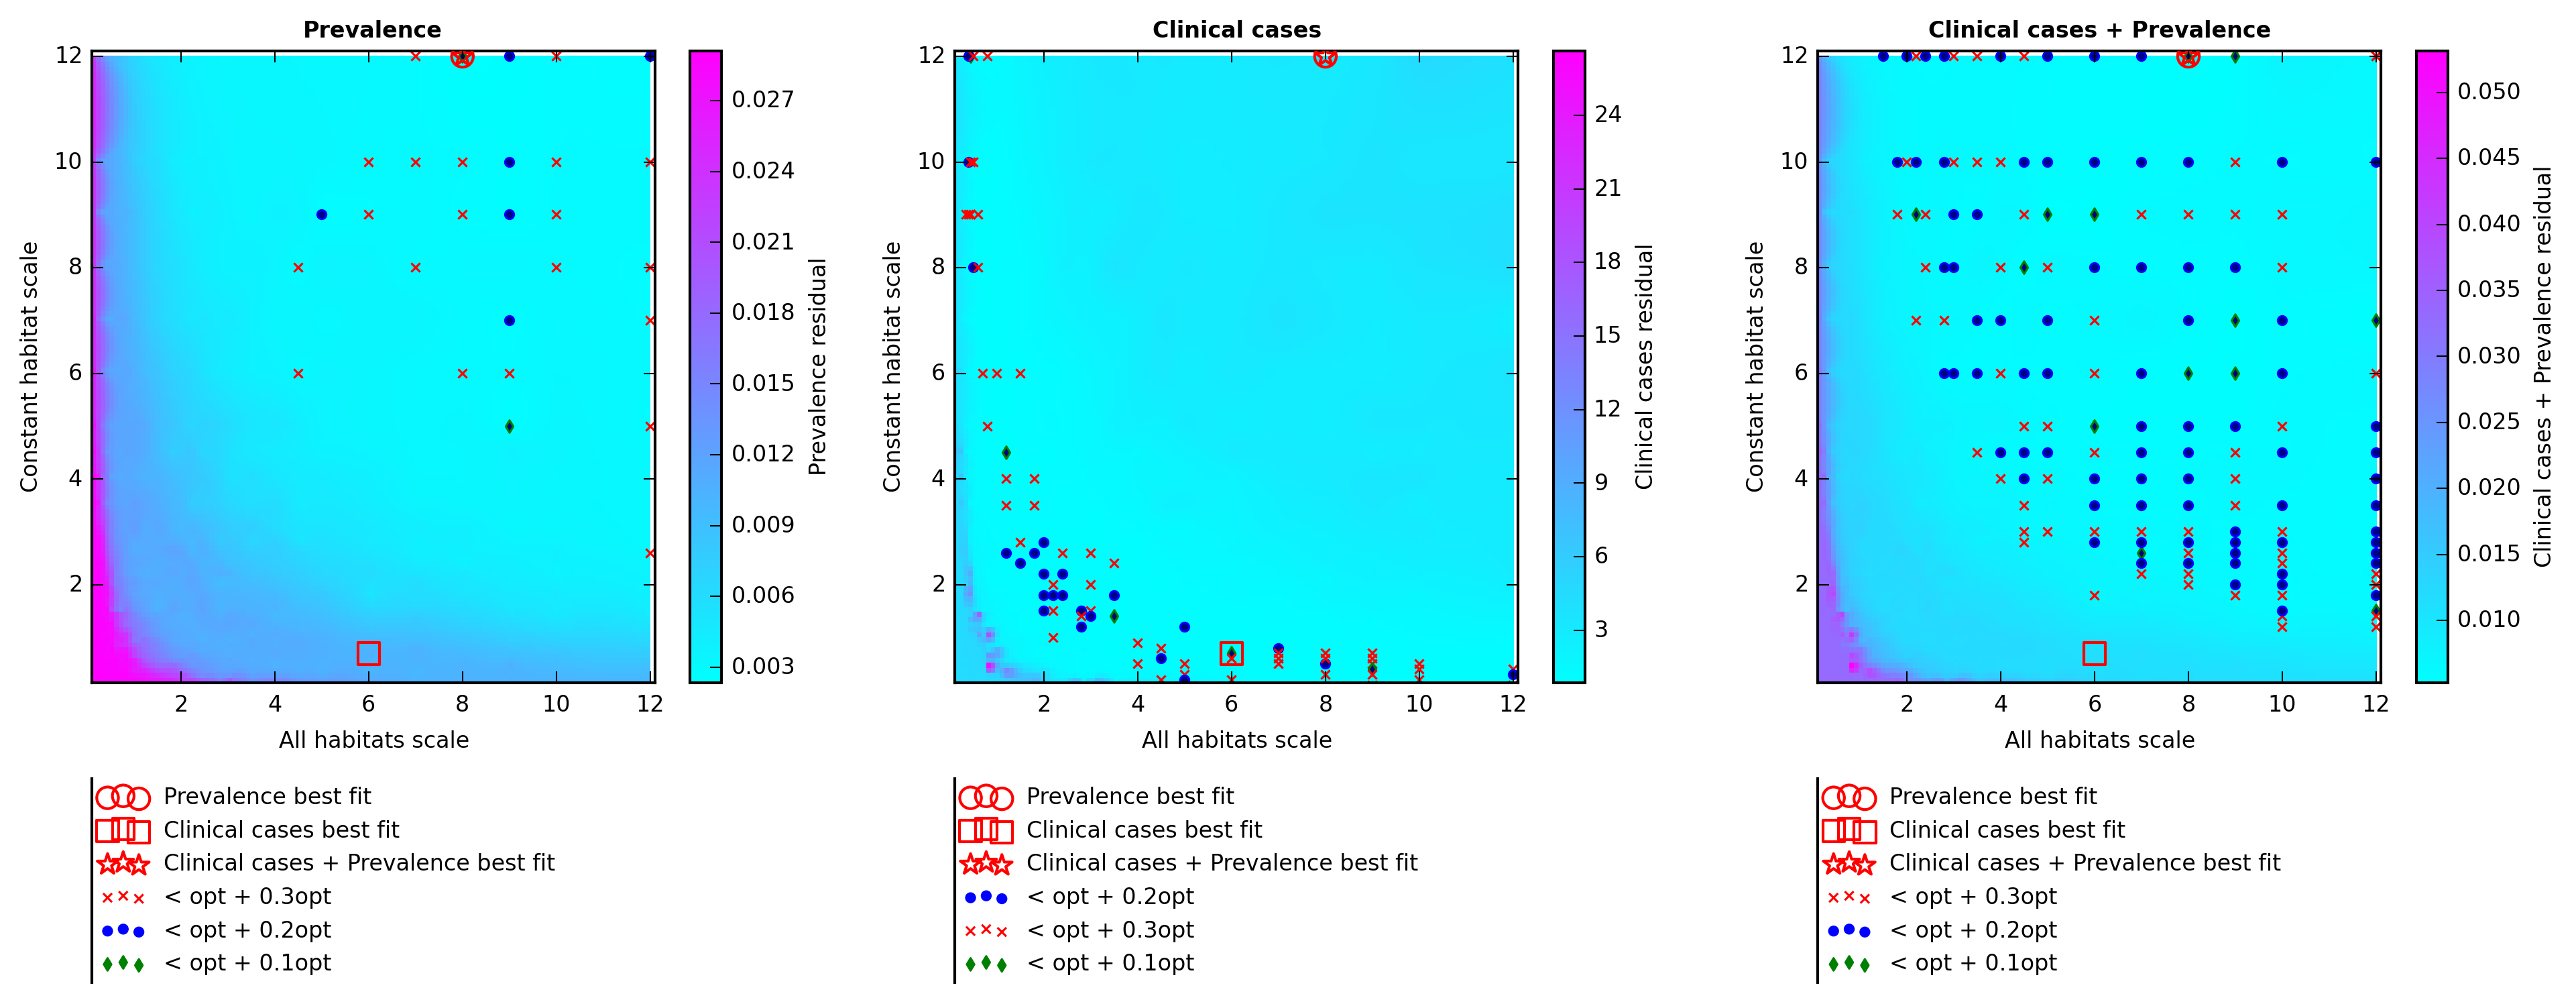 Prevalence
12
10
8
6
4
2
2 4 6 8 10 12
Constant habitat scale
All habitats scale
0.027
0.024
0.021
0.018
0.015
0.012
0.009
0.006
0.003
Prevalence residual
Prevalence best fit
Clinical cases best fit
Clinical cases + Prevalence best fit
< opt + 0.3opt
< opt + 0.2opt
< opt + 0.1opt
Clinical cases
12
10
8
6
4
2
2 4 6 8 10 12
Constant habitat scale
All habitats scale
24
21
18
15
12
9
6
3
Clinical cases residual
Prevalence best fit
Clinical cases best fit
Clinical cases + Prevalence best fit
< opt + 0.2opt
< opt + 0.3opt
< opt + 0.1opt
Clinical cases + Prevalence
12
10
8
6
4
2
2 4 6 8 10 12
Constant habitat scale
All habitats scale
0.050
0.045
0.040
0.035
0.030
0.025
0.020
0.015
0.010
Clinical cases + Prevalence residual
Prevalence best fit
Clinical cases best fit
Clinical cases + Prevalence best fit
< opt + 0.3opt
< opt + 0.2opt
< opt + 0.1opt